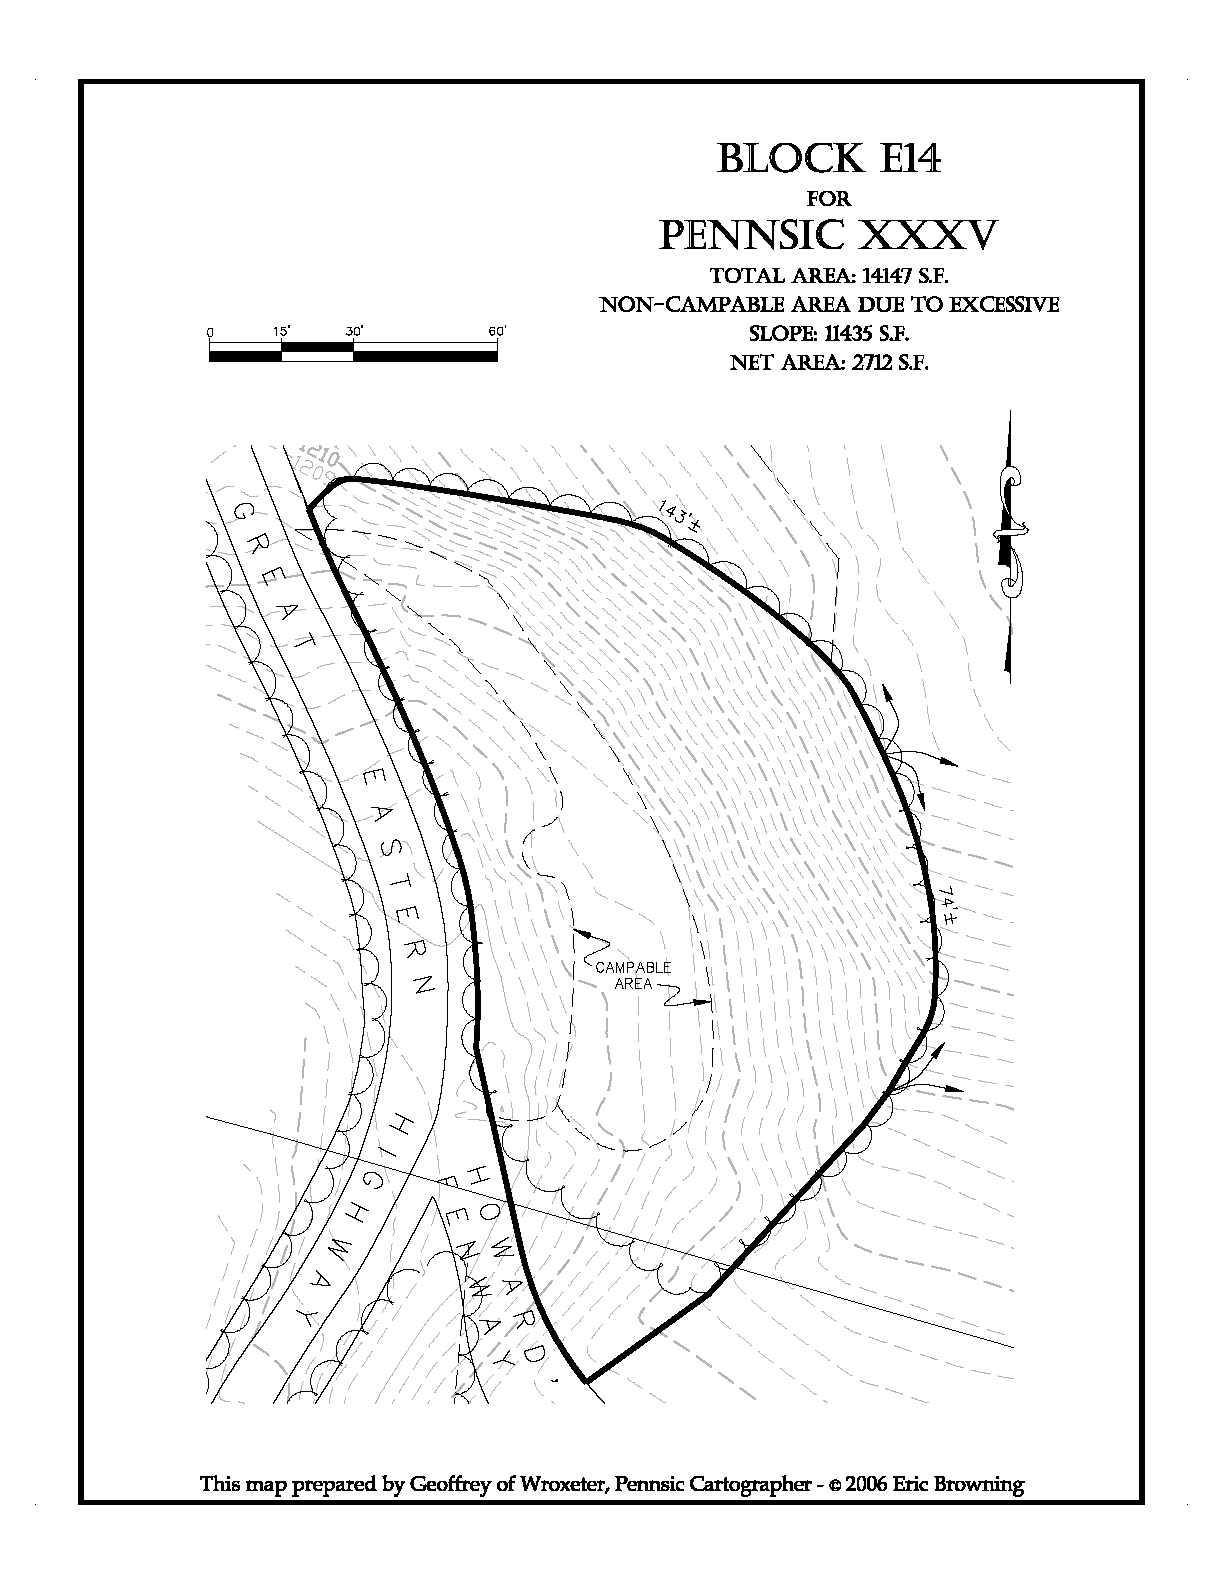 BLOCK E14
FOR
PENNSIC XXXV
TOTAL AREA: 14147 S.F.
NON-CAMPABLE AREA DUE TO EXCESSIVE
SLOPE: 11435 S.F.
NET AREA: 2712 S.F.
0 15' 30' 60'
1210
1209
143'±
GREAT EASTERN HIGHWAY
74'±
CAMPABLE
AREA
HOWARD'
FENWAY
This map prepared by Geoffrey of Wroxeter, Pennsic Cartographer - © 2006 Eric Browning